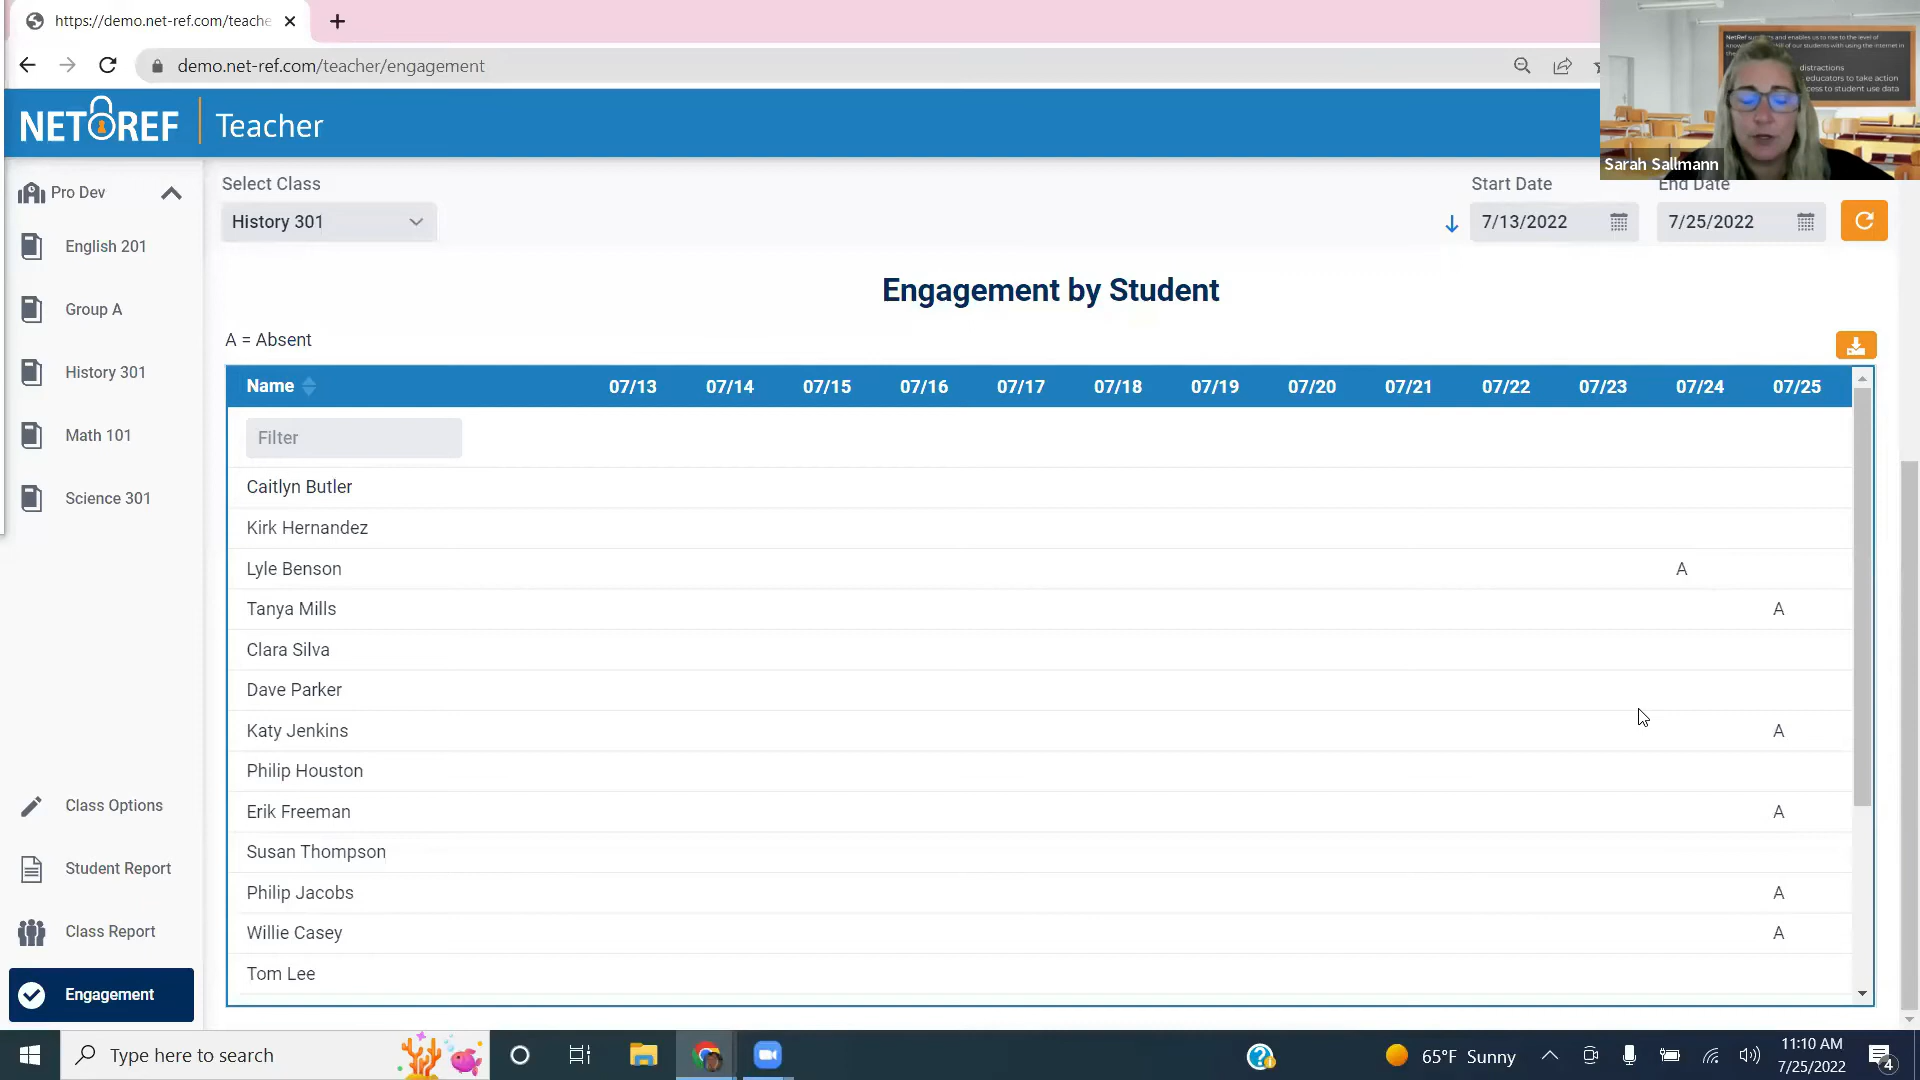 https://demo.net-ref.com/teache
demo.net-ref.com/teacher/engagement
NETREF Teacher
Sarah Sallmann
distractions
educators to take action
Pro Dev
English 201
Group A
History 301
Math 101
Science 301
Class Options
Student Report
Class Report
Engagement
Select Class
History 301
Start Date
7/13/2022
End Date
7/25/2022
Engagement by Student
A = Absent
Name 07/13 07/14 07/15 07/16 07/17 07/18 07/19 07/20 07/21 07/22 07/23 07/24 07/25
Filter
Caitlyn Butler
Kirk Hernandez
Lyle Benson A
Tanya Mills A
Clara Silva
Dave Parker
Katy Jenkins A
Philip Houston
Erik Freeman A
Susan Thompson
Philip Jacobs A
Willie Casey A
Tom Lee
Type here to search
65°F Sunny
11:10 AM
7/25/2022
4